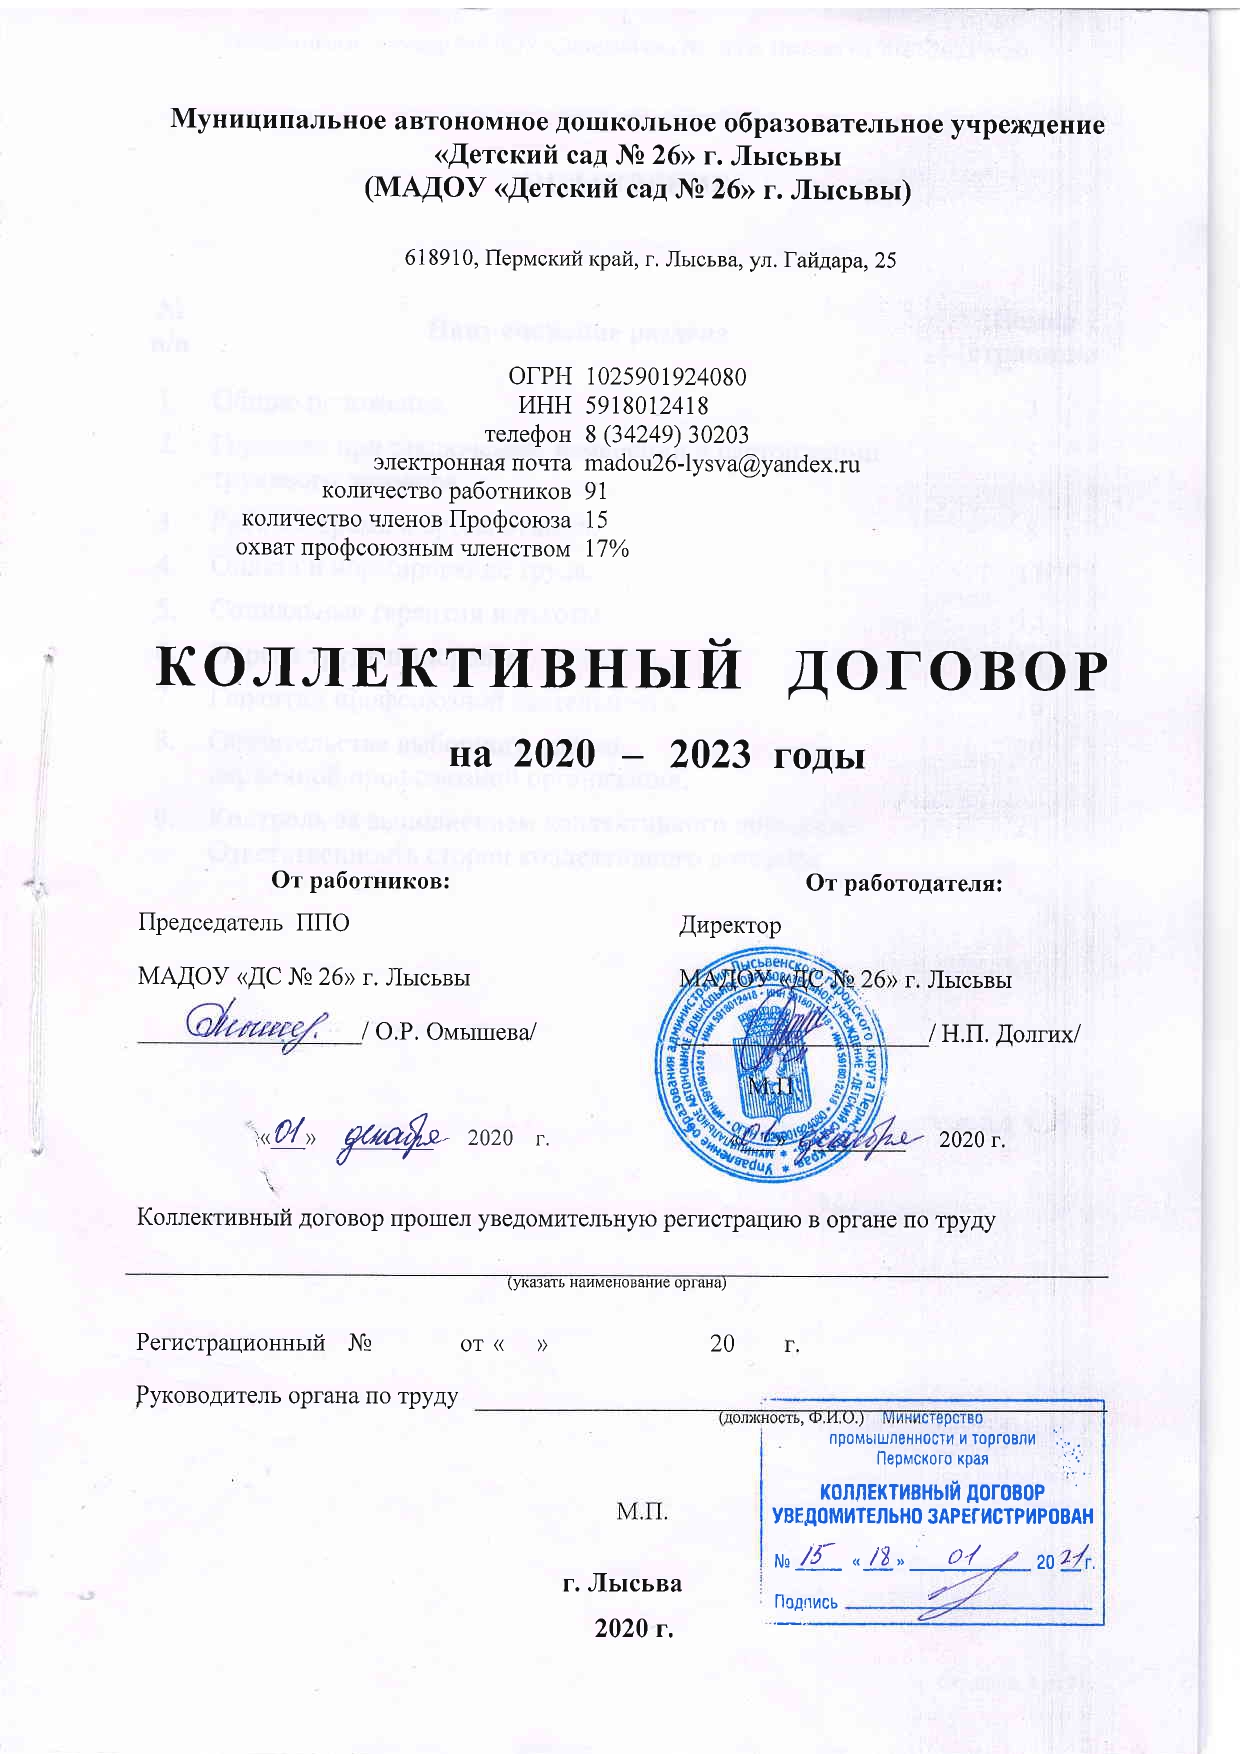 Муниципальное автономное дошкольное образовательное учреждение
«Детский сад № 26» г. Лысьвы
(МАДОУ «Детский сад № 26» г. Лысьвы)
618910, Пермский край, г. Лысьва, ул. Гайдара, 25
ОГРН 1025901924080
ИНН 5918012418
телефон 8 (34249) 30203
электронная почта madou26-lysva@yandex.ru
количество работников 91
количество членов Профсоюза 15
охват профсоюзным членством 17%
КОЛЛЕКТИВНЫЙ ДОГОВОР
на 2020 – 2023 годы
От работников: От работодателя:
Председатель ППО Директор
МАДОУ «ДС № 26» г. Лысьвы МАДОУ «ДС № 26» г. Лысьвы
/ О.Р. Омышева/ / Н.П. Долгих/
М.П.
«01» декабря 2020 г. «01» декабря 2020 г.
Коллективный договор прошел уведомительную регистрацию в органе по труду
(указать наименование органа)
Регистрационный № от « » 20 г.
Руководитель органа по труду
(должность, Ф.И.О.)
Министерство
промышленности и торговли
Пермского края
КОЛЛЕКТИВНЫЙ ДОГОВОР
УВЕДОМИТЕЛЬНО ЗАРЕГИСТРИРОВАН
№ 15 «18» 01 2021 г.
Подпись
М.П.
г. Лысьва
2020 г.